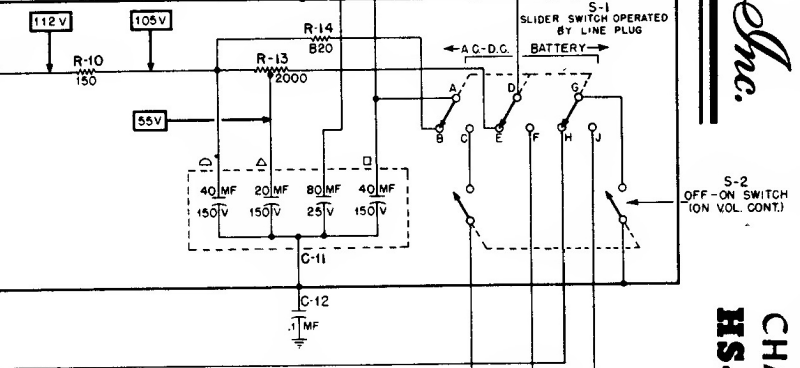 112V
105V
R-10
150
R-14
820
R-13
2000
55V
S-1
SLIDER SWITCH OPERATED
BY LINE PLUG
A.C.-D.C. BATTERY
A
B
C
D
E
F
G
H
J
S-2
OFF-ON SWITCH
(ON VOL. CONT.)
40 MF
150 V
20 MF
150 V
80 MF
25 V
40 MF
150 V
C-11
C-12
.1 MF
Inc.
CHA
HS-